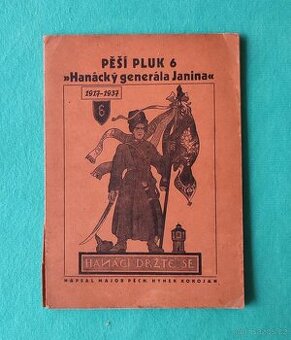 PĚŠÍ PLUK 6
»Hanácký generála Janina«
1917-1937
6
HANÁCI DRŽTE SE
NAPSAL MAJOR PĚCH. HYNEK KOKOJAN